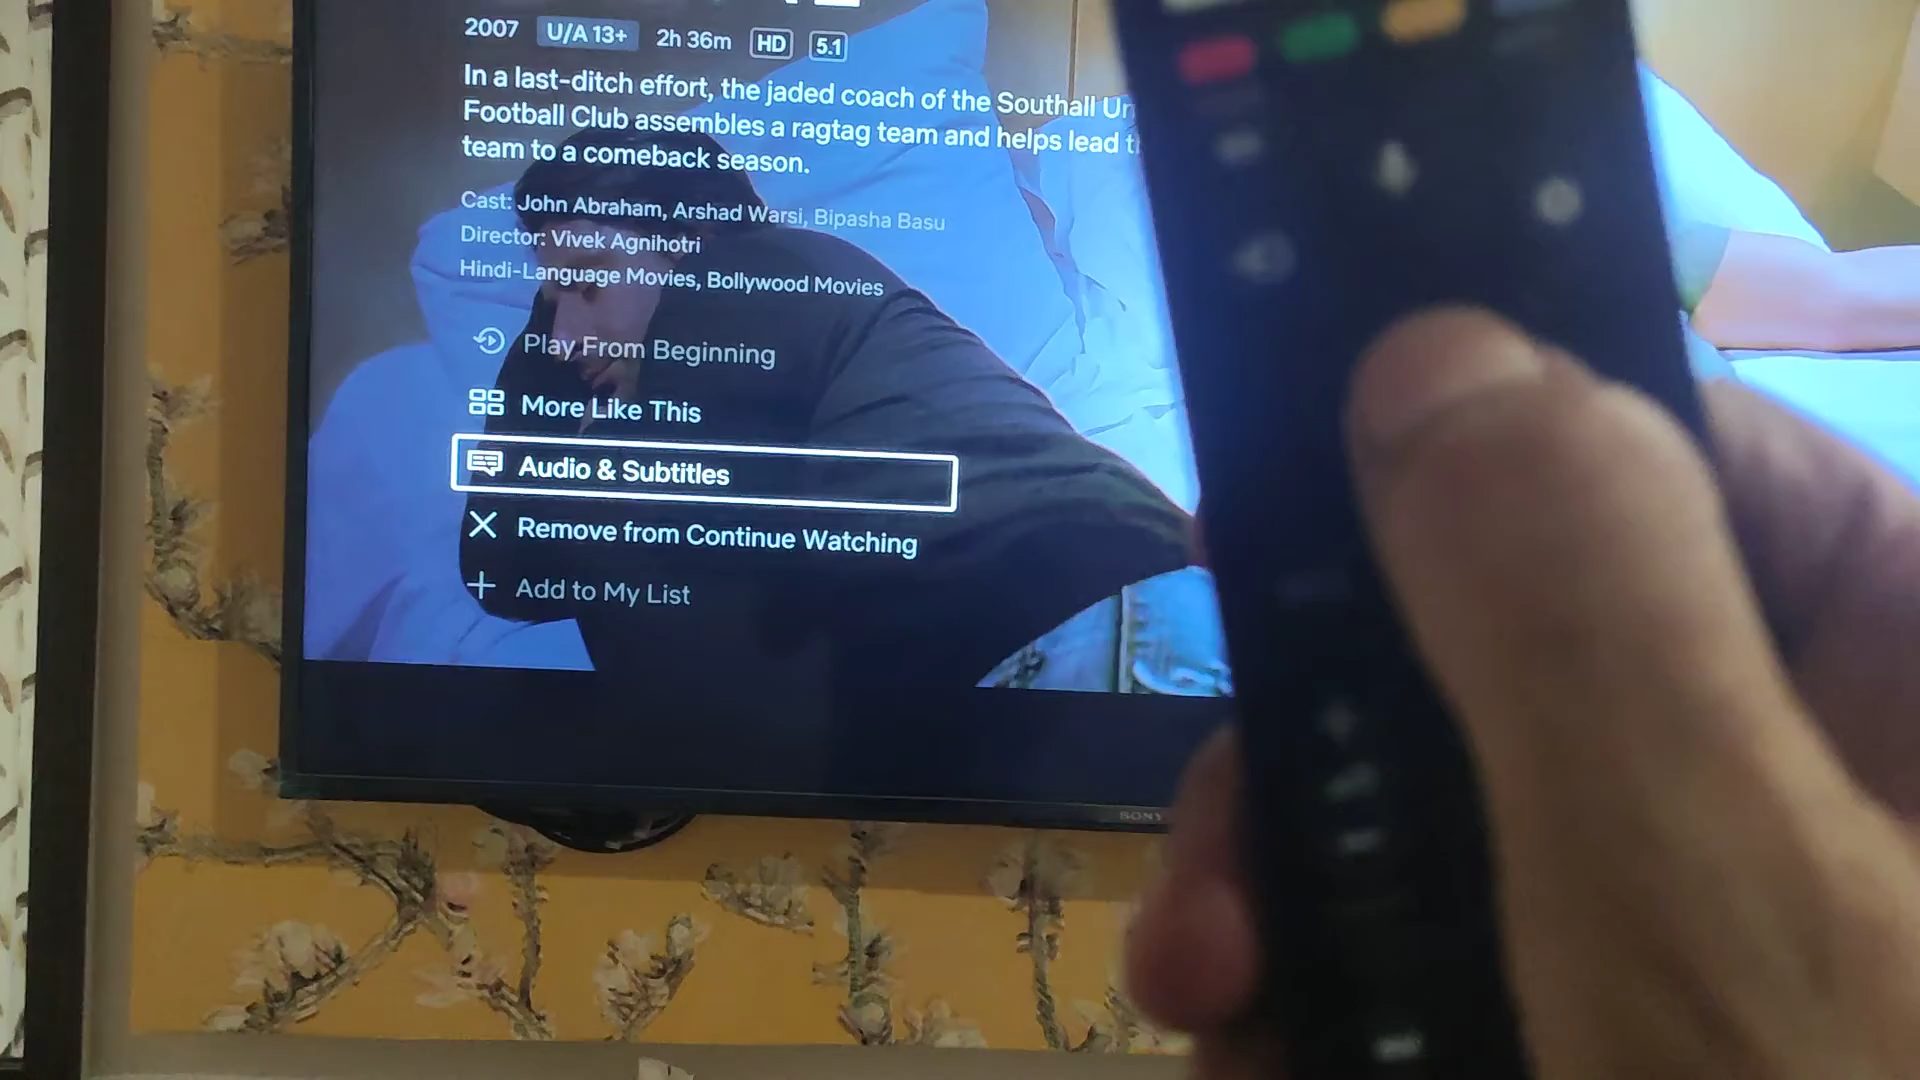 2007 U/A 13+ 2h 36m HD 5.1
In a last-ditch effort, the jaded coach of the Southall
Football Club assembles a ragtag team and helps lead
team to a comeback season.
Cast: John Abraham, Arshad Warsi, Bipasha Basu
Director: Vivek Agnihotri
Hindi-Language Movies, Bollywood Movies
Play From Beginning
More Like This
Audio & Subtitles
Remove from Continue Watching
Add to My List
SONY